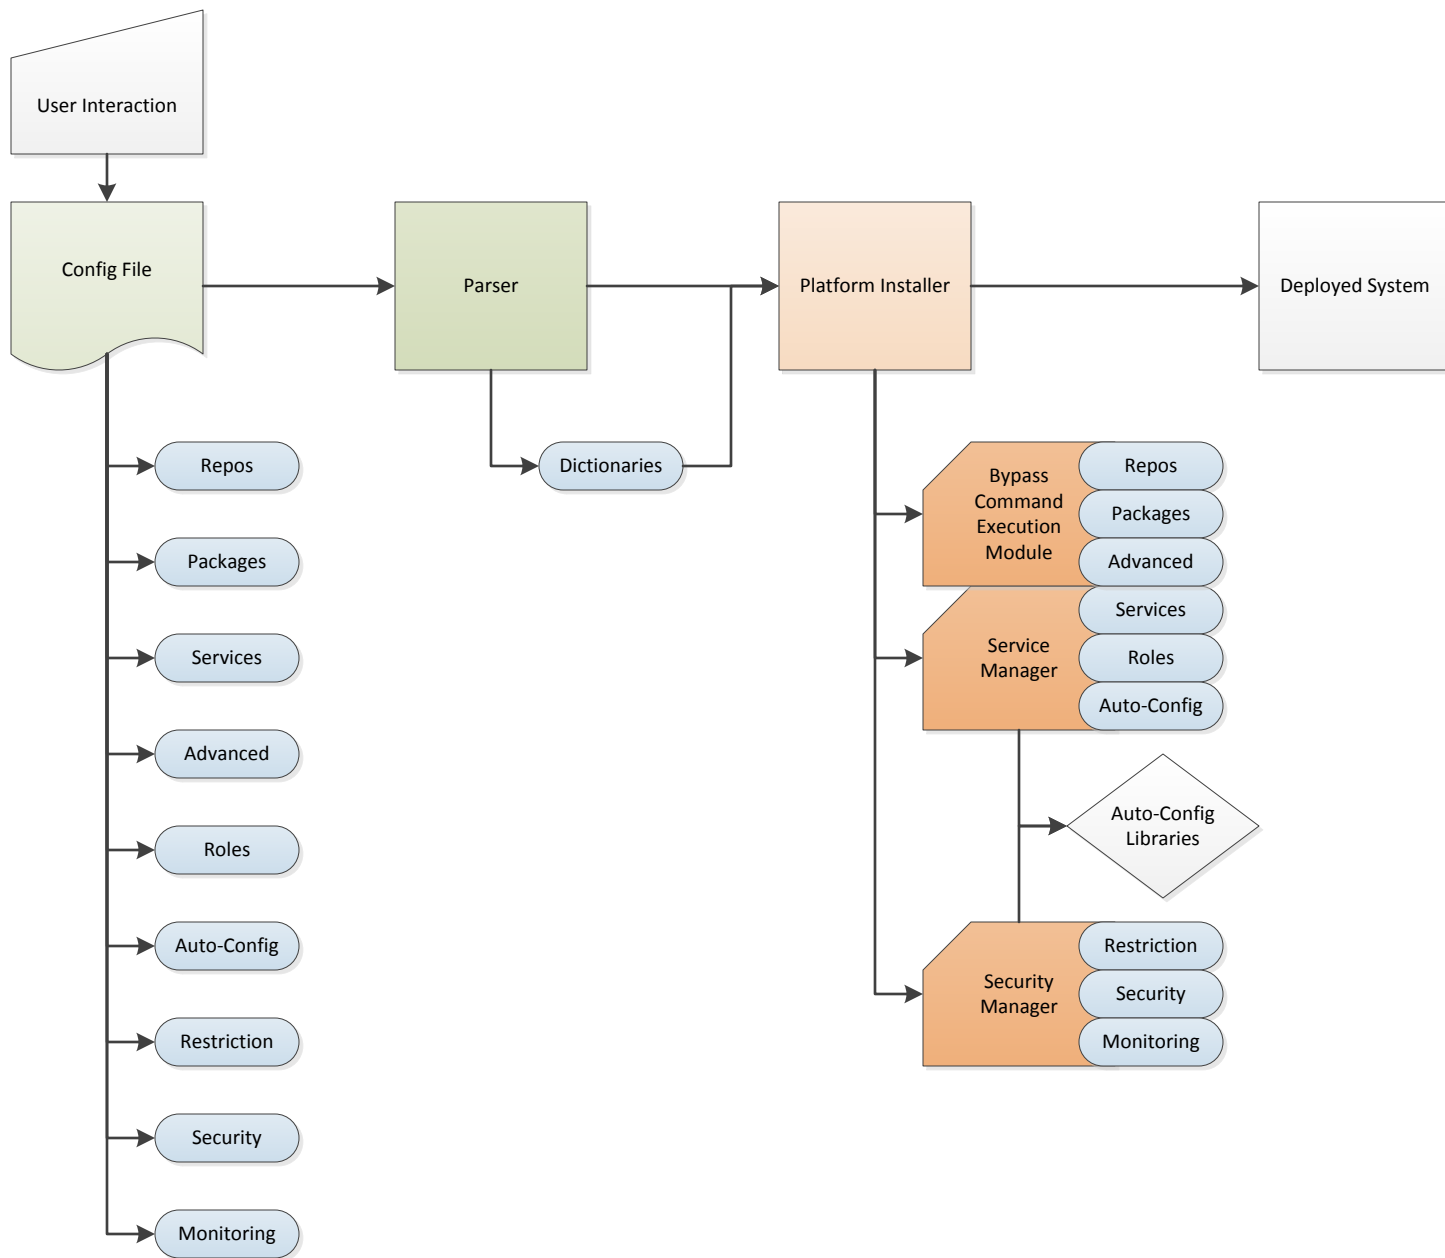 User Interaction
Config File
Parser
Platform Installer
Deployed System
Repos
Packages
Services
Advanced
Roles
Auto-Config
Restriction
Security
Monitoring
Dictionaries
Bypass
Command
Execution
Module
Repos
Packages
Advanced
Service
Manager
Services
Roles
Auto-Config
Auto-Config
Libraries
Security
Manager
Restriction
Security
Monitoring